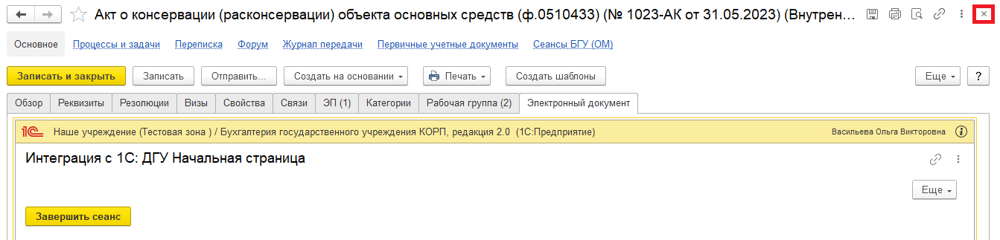 Акт о консервации (расконсервации) объекта основных средств (ф.0510433) (№ 1023-АК от 31.05.2023) (Внутрен...
Основное Процессы и задачи Переписка Форум Журнал передачи Первичные учетные документы Сеансы БГУ (ОМ)
Записать и закрыть Записать Отправить... Создать на основании Печать Создать шаблоны Еще ?
Обзор Реквизиты Резолюции Визы Свойства Связи ЭП (1) Категории Рабочая группа (2) Электронный документ
1С Наше учреждение (Тестовая зона ) / Бухгалтерия государственного учреждения КОРП, редакция 2.0 (1С:Предприятие) Васильева Ольга Викторовна i
Интеграция с 1С: ДГУ Начальная страница
Еще
Завершить сеанс